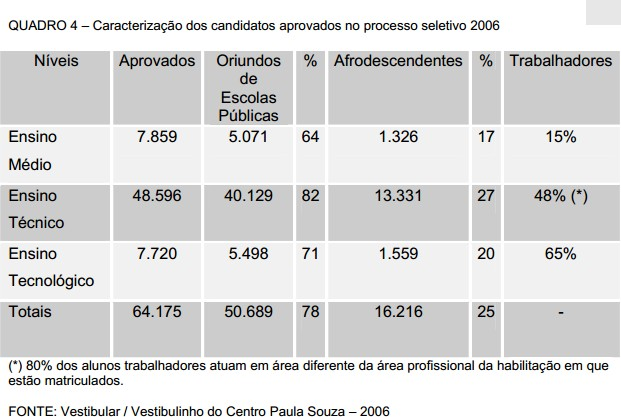 QUADRO 4 – Caracterização dos candidatos aprovados no processo seletivo 2006
Níveis Aprovados Oriundos de Escolas Públicas % Afrodescendentes % Trabalhadores
Ensino Médio 7.859 5.071 64 1.326 17 15%
Ensino Técnico 48.596 40.129 82 13.331 27 48% (*)
Ensino Tecnológico 7.720 5.498 71 1.559 20 65%
Totais 64.175 50.689 78 16.216 25 -
(*) 80% dos alunos trabalhadores atuam em área diferente da área profissional da habilitação em que
estão matriculados.
FONTE: Vestibular / Vestibulinho do Centro Paula Souza – 2006